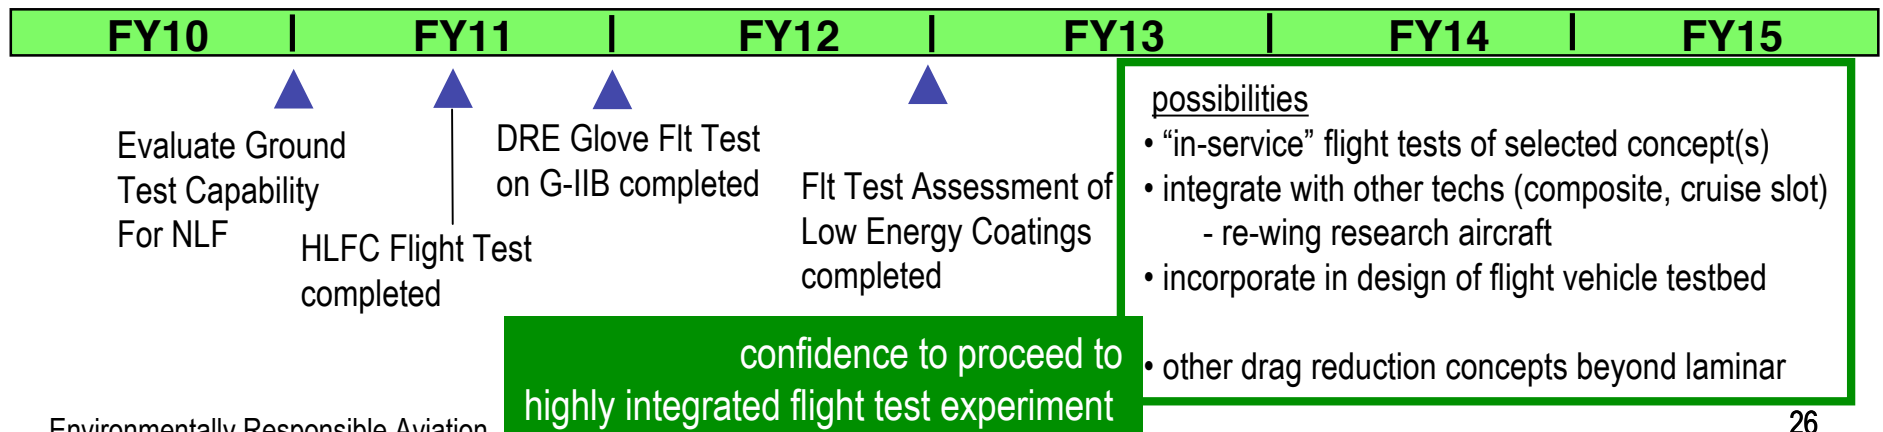 FY10 | FY11 | FY12 | FY13 | FY14 | FY15
Evaluate Ground
Test Capability
For NLF
HLFC Flight Test
completed
DRE Glove Flt Test
on G-IIB completed
Flt Test Assessment of
Low Energy Coatings
completed
possibilities
• “in-service” flight tests of selected concept(s)
• integrate with other techs (composite, cruise slot)
- re-wing research aircraft
• incorporate in design of flight vehicle testbed
• other drag reduction concepts beyond laminar
confidence to proceed to
highly integrated flight test experiment
Environmentally Responsible Aviation
26